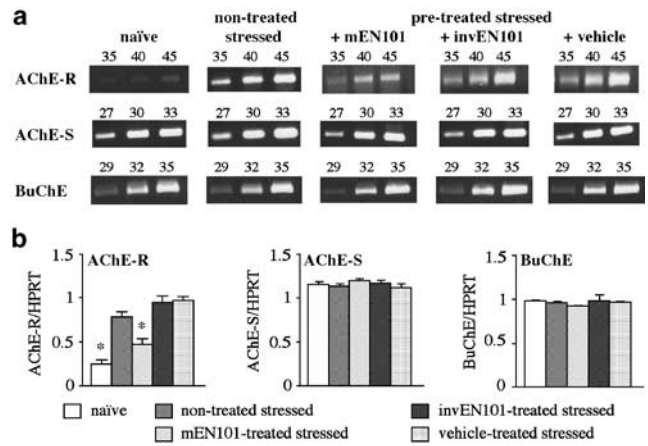 a
naïve
non-treated stressed
pre-treated stressed
+ mEN101
+ invEN101
+ vehicle
35 40 45 35 40 45 35 40 45 35 40 45 35 40 45
AChE-R
27 30 33 27 30 33 27 30 33 27 30 33 27 30 33
AChE-S
29 32 35 29 32 35 29 32 35 29 32 35 29 32 35
BuChE
b
AChE-R
AChE-R/HPRT
1.5
1
0.5
0
*
*
AChE-S
AChE-S/HPRT
1.5
1
0.5
0
BuChE
BuChE/HPRT
1.5
1
0.5
0
naïve
non-treated stressed
invEN101-treated stressed
mEN101-treated stressed
vehicle-treated stressed